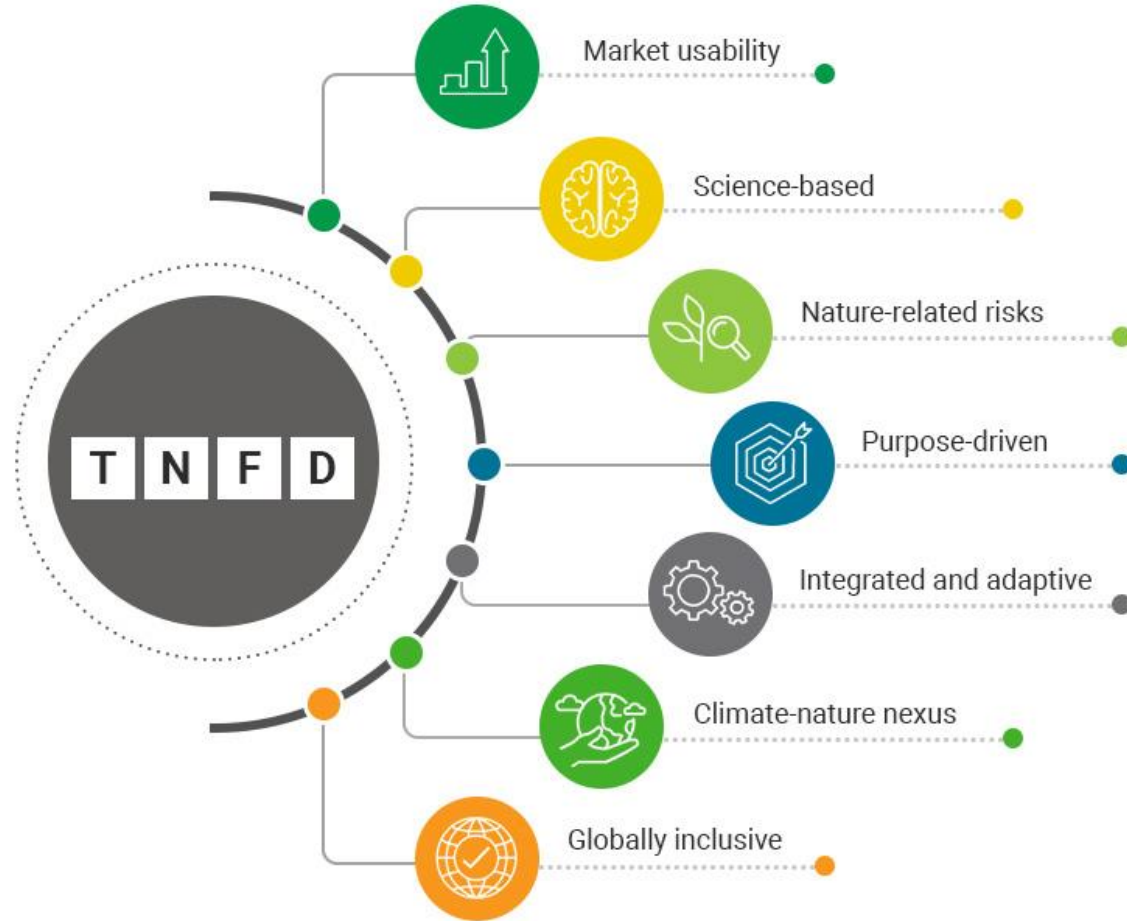 Market usability
Science-based
Nature-related risks
T N F D
Purpose-driven
Integrated and adaptive
Climate-nature nexus
Globally inclusive